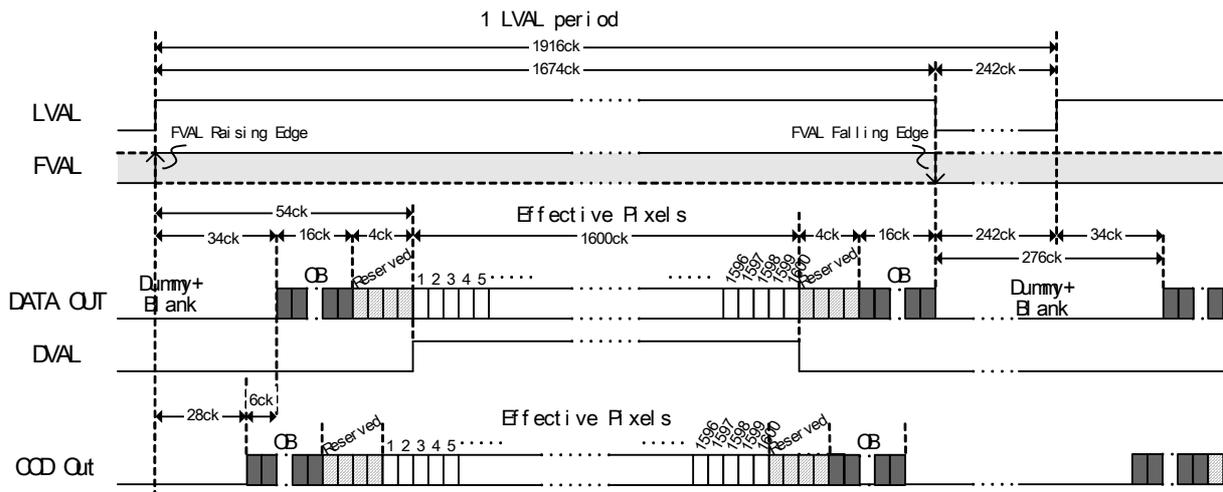 1 LVAL period
1916ck
1674ck 242ck
LVAL
FVAL Raising Edge FVAL Falling Edge
FVAL
54ck Effective Pixels
34ck 16ck 4ck 1600ck 4ck 16ck 242ck 34ck
276ck
Dummy+ Blank OB Reserved 1 2 3 4 5 1596 1597 1598 1599 1600 Reserved OB Dummy+ Blank
DATA OUT
DVAL
6ck
28ck
Effective Pixels
OB Reserved 1 2 3 4 5 1596 1597 1598 1599 1600 Reserved OB
CCD Out